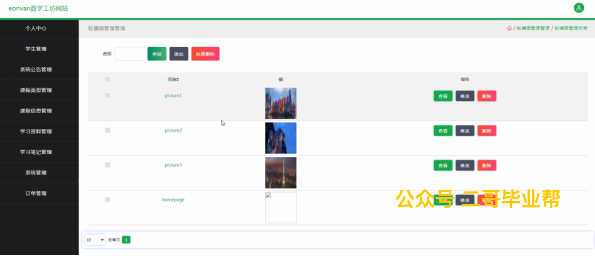 eonvan数字工坊网站
个人中心
轮播图管理管理
/ 轮播图管理管理 / 轮播图管理列表
学生管理
系统公告管理
课程类型管理
课程信息管理
学习资料管理
学习笔记管理
系统管理
订单管理
名称 查询 添加 批量删除
名称 值 操作
picture1 查看 修改 删除
picture2 查看 修改 删除
picture3 查看 修改 删除
homepage
公众号 二哥毕业帮
10 1